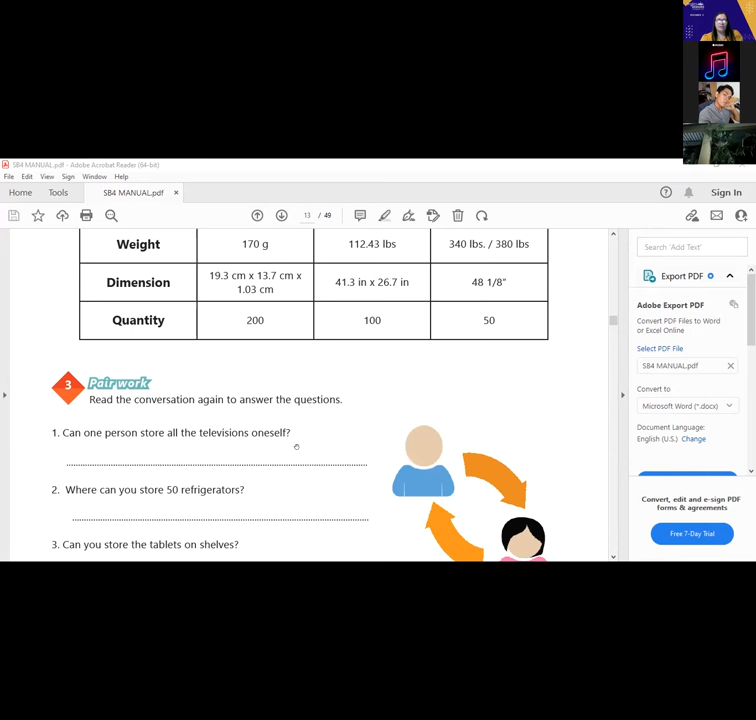 SB4 MANUAL.pdf - Adobe Acrobat Reader (64-bit)
File Edit View Sign Window Help
Home Tools SB4 MANUAL.pdf × Sign In
13 / 49
Weight 170 g 112.43 lbs 340 lbs. / 380 lbs
Dimension 19.3 cm x 13.7 cm x 1.03 cm 41.3 in x 26.7 in 48 1/8"
Quantity 200 100 50
3 Pair work
Read the conversation again to answer the questions.
1. Can one person store all the televisions oneself?
2. Where can you store 50 refrigerators?
3. Can you store the tablets on shelves?
Search 'Add Text'
Export PDF
Adobe Export PDF
Convert PDF Files to Word
or Excel Online
Select PDF File
SB4 MANUAL.pdf
Convert to
Microsoft Word (*.docx)
Document Language:
English (U.S.) Change
Convert, edit and e-sign PDF
forms & agreements
Free 7-Day Trial